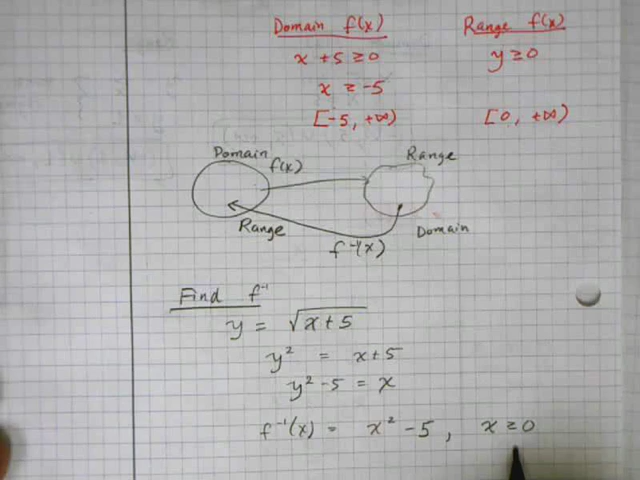 Domain f(x)
x + 5 ≥ 0
x ≥ -5
[-5, +∞)
Range f(x)
y ≥ 0
[0, +∞)
Domain
f(x)
Range
Range
f⁻¹(x)
Domain
Find f⁻¹
y = √(x + 5)
y² = x + 5
y² - 5 = x
f⁻¹(x) = x² - 5, x ≥ 0